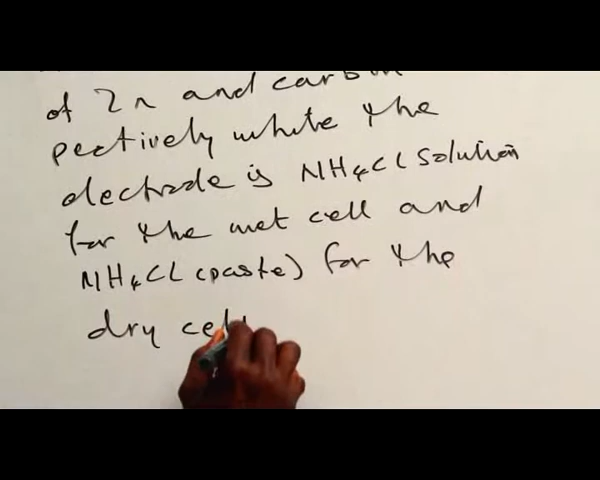 of Zn and carbon
pectively while the
electrode is NH4Cl solution
for the wet cell and
NH4Cl (paste) for the
dry cell